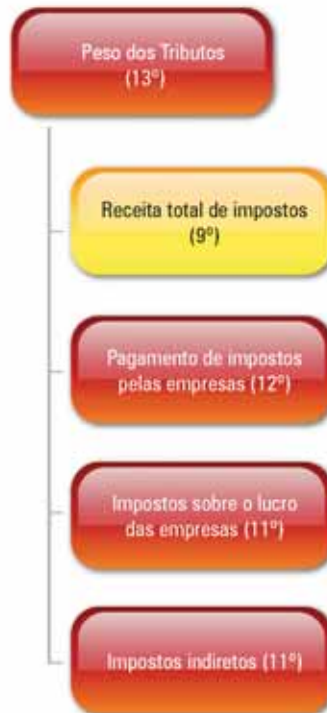 Peso dos Tributos
(13º)
Receita total de impostos
(9º)
Pagamento de impostos
pelas empresas (12º)
Impostos sobre o lucro
das empresas (11º)
Impostos indiretos (11º)